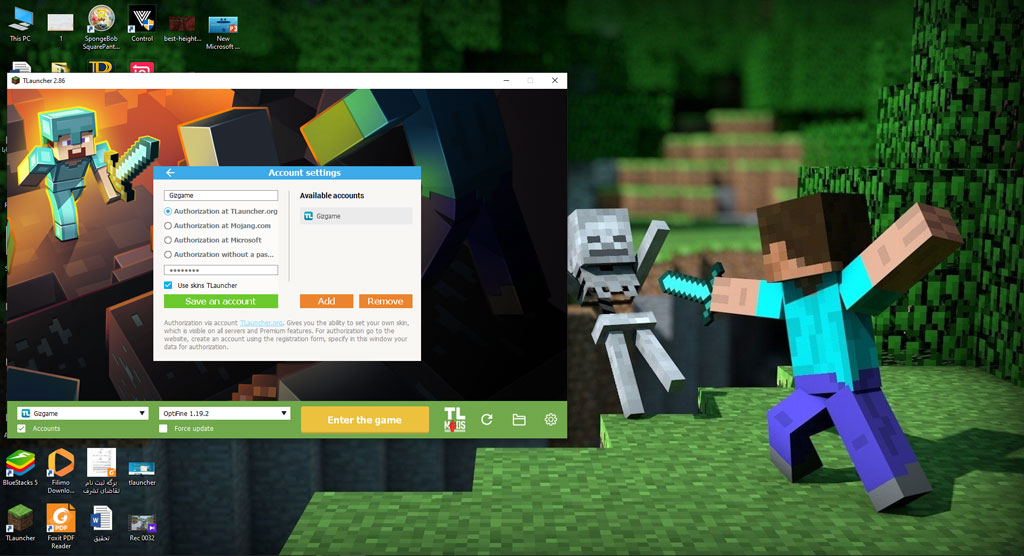 This PC
1
SpongeBob
SquarePant...
Control
best-height...
New
Microsoft ...
TLauncher 2.86
Account settings
Gizgame
Authorization at TLauncher.org
Authorization at Mojang.com
Authorization at Microsoft
Authorization without a pas...
********
Use skins TLauncher
Save an account
Available accounts
TL Gizgame
Add
Remove
Authorization via account TLauncher.org. Gives you the ability to set your own skin,
which is visible on all servers and Premium features. For authorization go to the
website, create an account using the registration form, specify in this window your
data for authorization.
TL Gizgame
OptiFine 1.19.2
Enter the game
TL
MODS
Accounts
Force update
BlueStacks 5
Filimo
Downlo...
برگه ثبت نام
تقاضای تشرف
tlauncher
TLauncher
PDF
Foxit PDF
Reader
تحقیق
Rec 0032